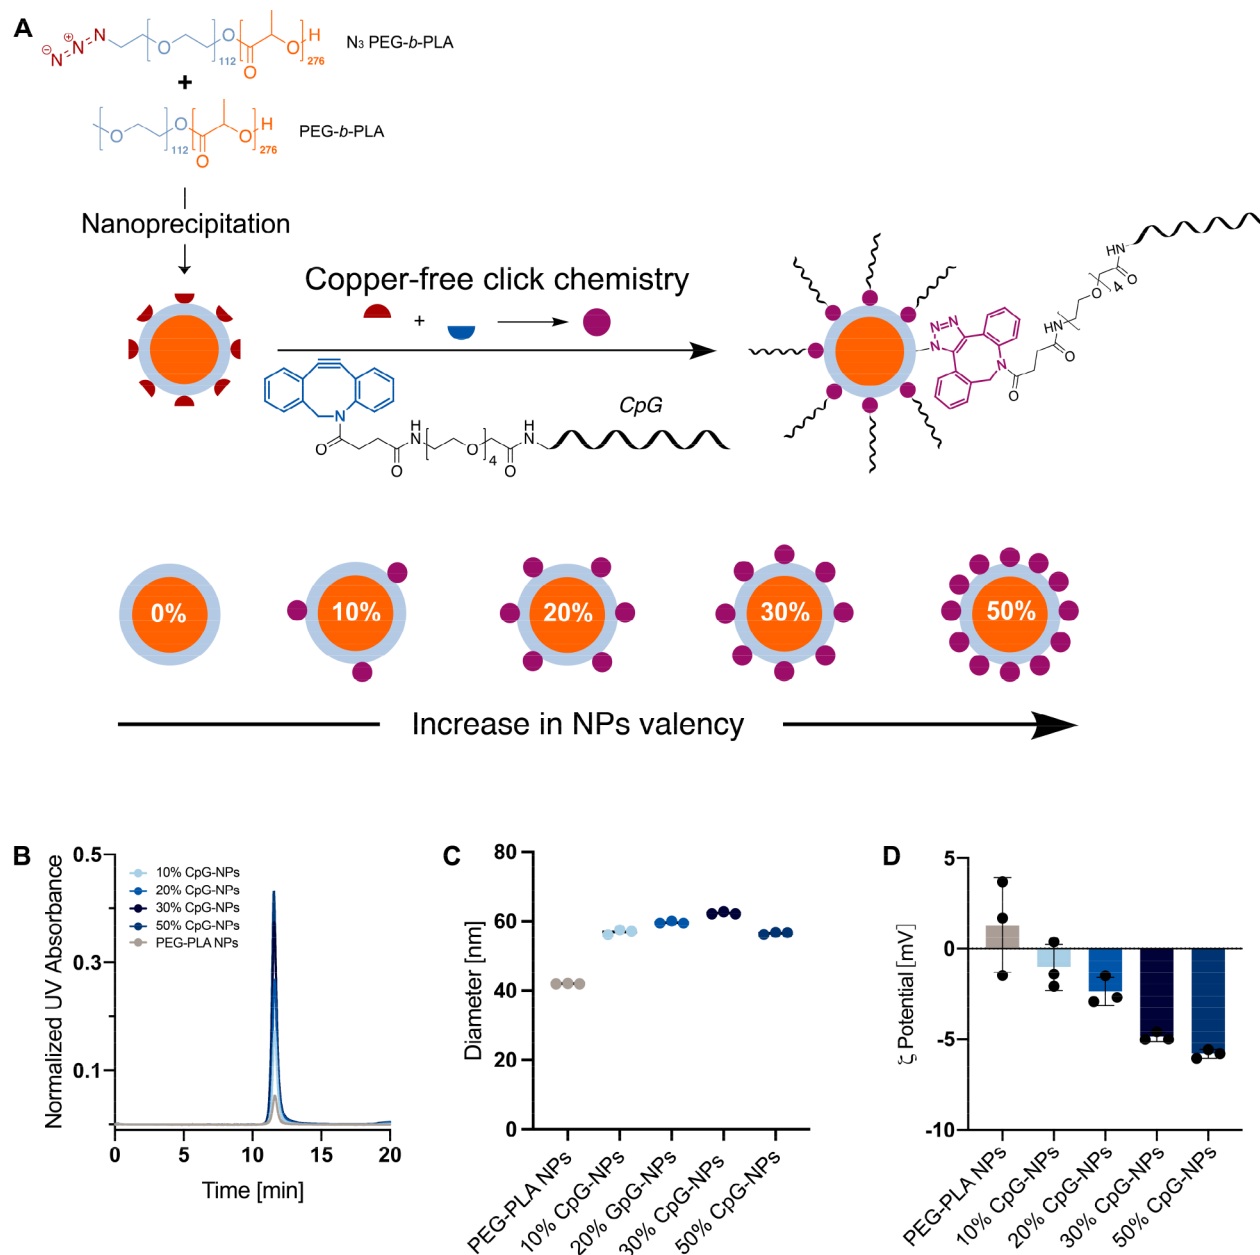 A
N₃ PEG-b-PLA
⊖ N N ⊕ N O 112 O O O H 276
+
PEG-b-PLA
O 112 O O O H 276
Nanoprecipitation
Copper-free click chemistry
+
CpG
N O O H N O 4 O H N
N N N N O O HN O 4 O HN
0%
10%
20%
30%
50%
Increase in NPs valency
B
Normalized UV Absorbance
0.5
0.3
0.1
10% CpG-NPs
20% CpG-NPs
30% CpG-NPs
50% CpG-NPs
PEG-PLA NPs
0 5 10 15 20
Time [min]
C
Diameter [nm]
80
60
40
20
0
PEG-PLA NPs
10% CpG-NPs
20% GpG-NPs
30% CpG-NPs
50% CpG-NPs
D
ζ Potential [mV]
5
0
-5
-10
PEG-PLA NPs
10% CpG-NPs
20% CpG-NPs
30% CpG-NPs
50% CpG-NPs